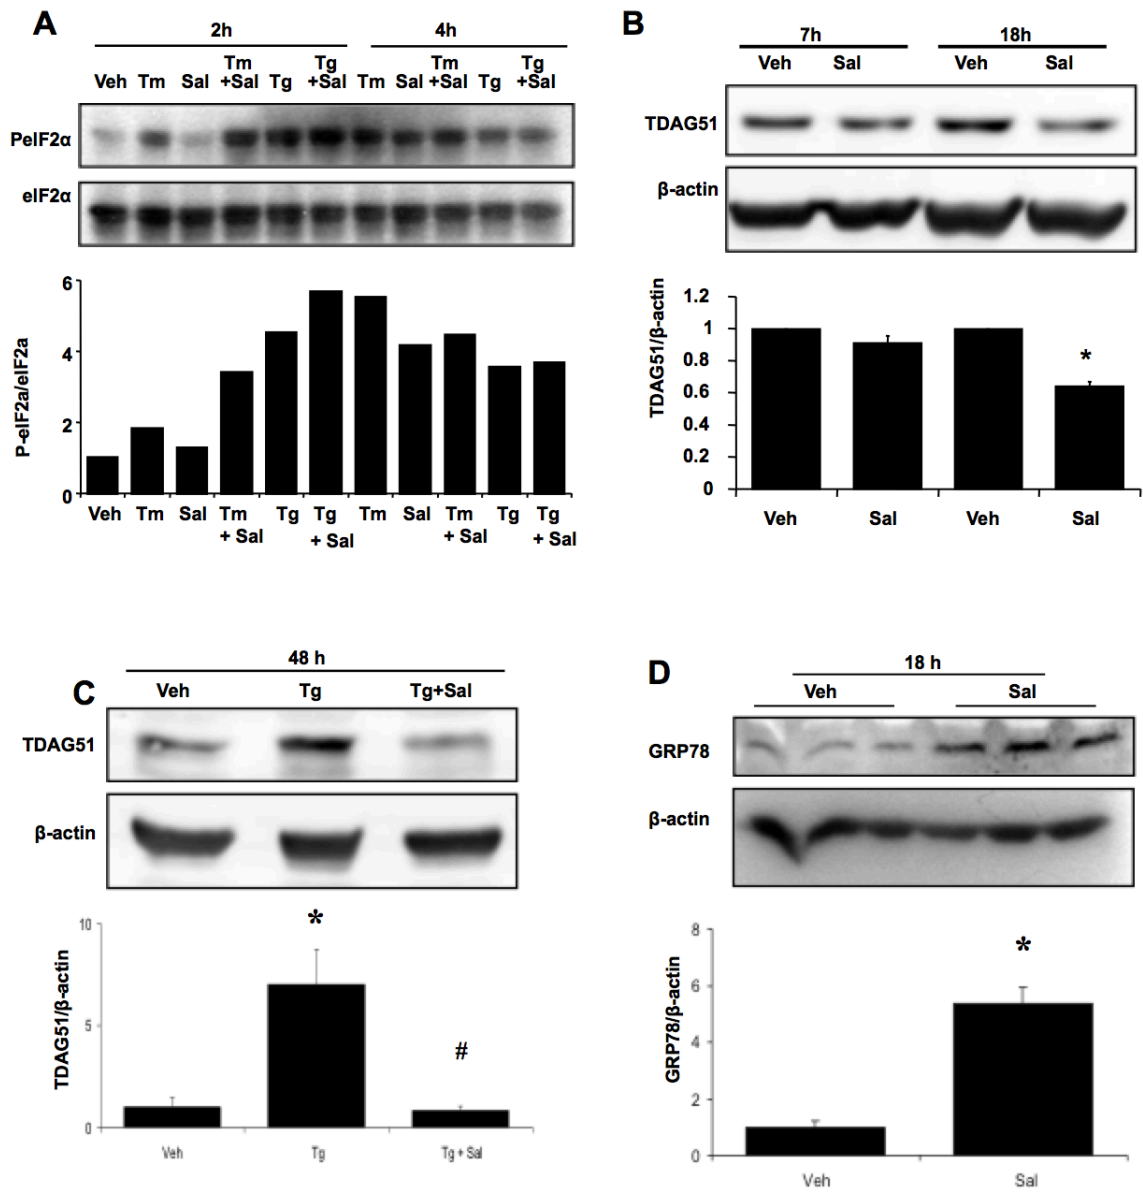 A
2h 4h
Veh Tm Sal Tm +Sal Tg Tg +Sal Tm Sal Tm +Sal Tg Tg +Sal
PeIF2α
eIF2α
P-eIF2a/eIF2a
6
4
2
0
Veh Tm Sal Tm + Sal Tg Tg + Sal Tm Sal Tm + Sal Tg Tg + Sal
B
7h 18h
Veh Sal Veh Sal
TDAG51
β-actin
TDAG51/β-actin
1.2
1
0.8
0.6
0.4
0.2
0
*
Veh Sal Veh Sal
C
48 h
Veh Tg Tg+Sal
TDAG51
β-actin
TDAG51/β-actin
10
5
0
*
#
Veh Tg Tg + Sal
D
18 h
Veh Sal
GRP78
β-actin
GRP78/β-actin
8
6
4
2
0
*
Veh Sal